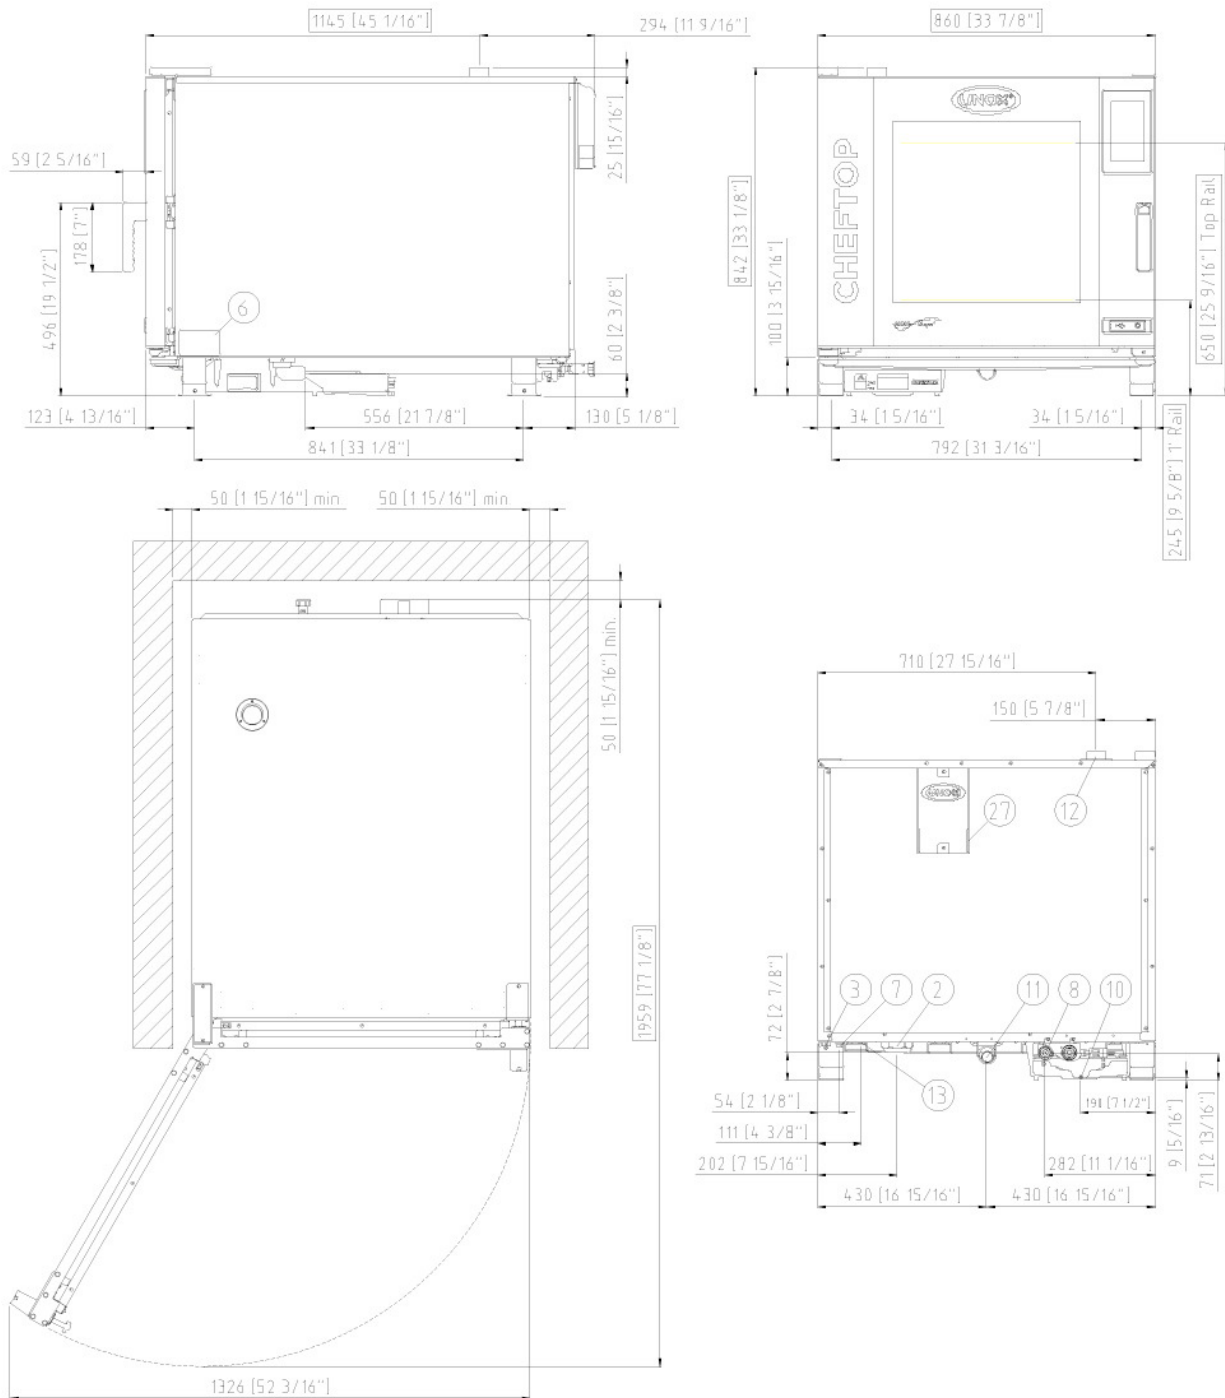 1145 [45 1/16"]
294 [11 9/16"]
25 [15/16"]
59 [2 5/16"]
178 [7"]
496 [19 1/2"]
6
60 [2 3/8"]
123 [4 13/16"]
556 [21 7/8"]
130 [5 1/8"]
841 [33 1/8"]
860 [33 7/8"]
UNOX
CHEFTOP
842 [33 1/8"]
100 [3 15/16"]
650 [25 9/16"] Top Rail
34 [1 5/16"]
34 [1 5/16"]
792 [31 3/16"]
245 [9 5/8"] 1' Rail
50 [1 15/16"] min
50 [1 15/16"] min
50 [1 15/16"] min.
1959 [77 1/8"]
1326 [52 3/16"]
710 [27 15/16"]
150 [5 7/8"]
UNOX
27
12
72 [2 7/8"]
3
7
2
11
8
10
13
54 [2 1/8"]
190 [7 1/2"]
111 [4 3/8"]
202 [7 15/16"]
282 [11 1/16"]
9 [5/16"]
71 [2 13/16"]
430 [16 15/16"]
430 [16 15/16"]